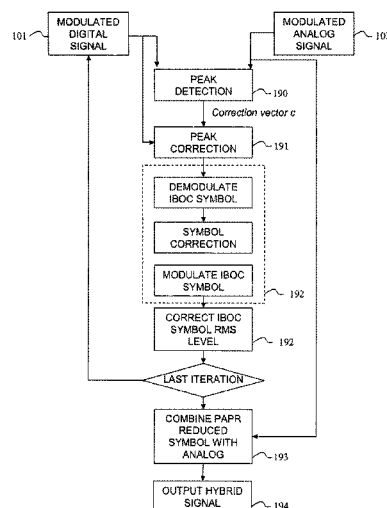 101
MODULATED
DIGITAL
SIGNAL
MODULATED
ANALOG
SIGNAL
PEAK
DETECTION
190
Correction vector c
PEAK
CORRECTION
191
DEMODULATE
IBOC SYMBOL
SYMBOL
CORRECTION
MODULATE IBOC
SYMBOL
192
CORRECT IBOC
SYMBOL RMS
LEVEL
192
LAST ITERATION
COMBINE PAPR
REDUCED
SYMBOL WITH
ANALOG
193
OUTPUT HYBRID
SIGNAL
194